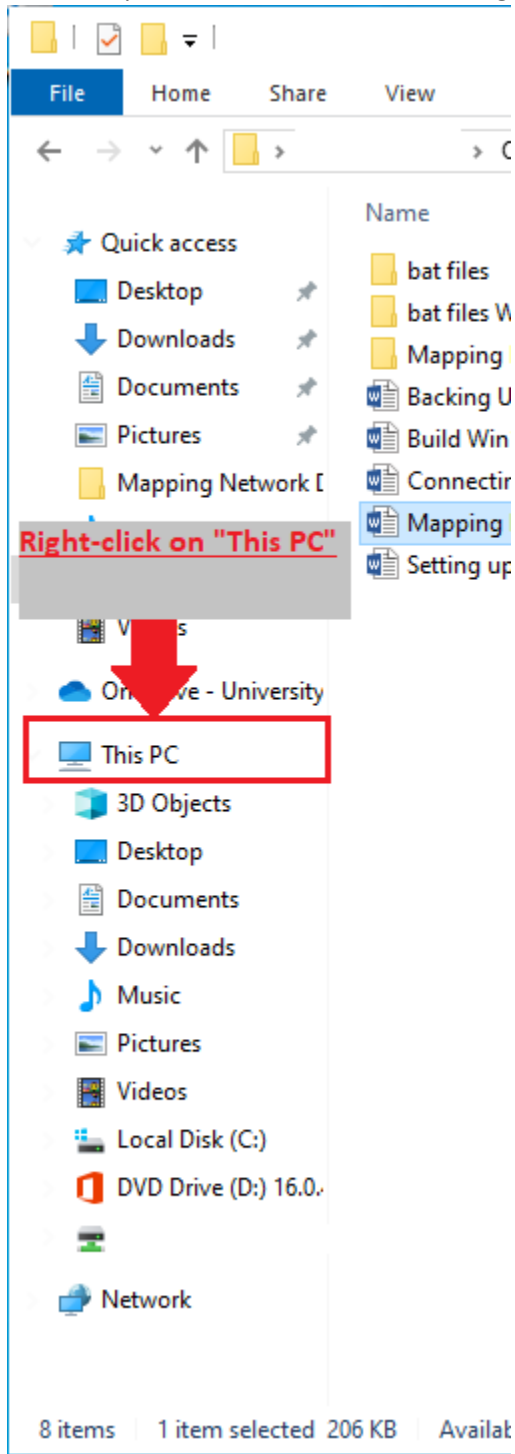 File Home Share View
Name
Quick access
Desktop
Downloads
Documents
Pictures
Mapping Network
Right-click on "This PC"
University
This PC
3D Objects
Desktop
Documents
Downloads
Music
Pictures
Videos
Local Disk (C:)
DVD Drive (D:) 16.0.
Network
bat files
bat files
Mapping
Backing
Build Win
Mapping
Setting up
8 items 1 item selected 206 KB